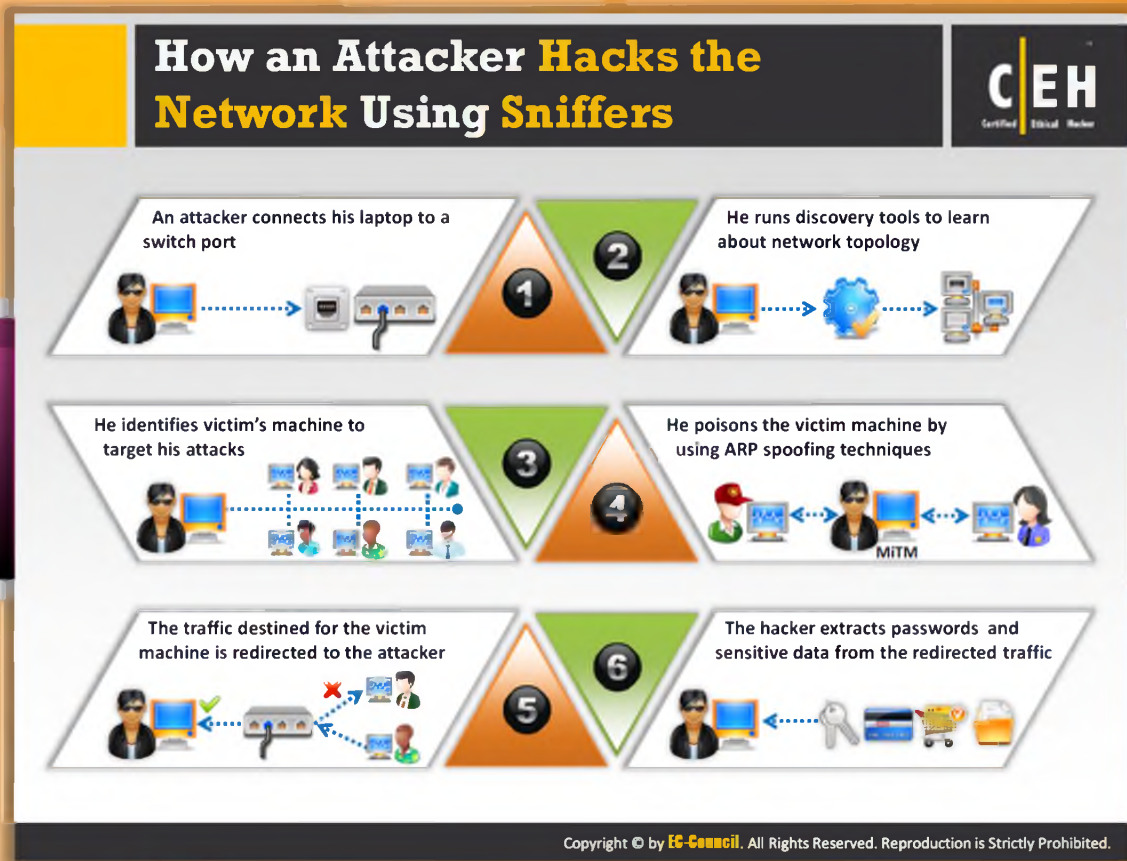 How an Attacker Hacks the
Network Using Sniffers
C|EH
Certified Ethical Hacker
An attacker connects his laptop to a
switch port
1
2
He runs discovery tools to learn
about network topology
He identifies victim's machine to
target his attacks
3
4
He poisons the victim machine by
using ARP spoofing techniques
MiTM
The traffic destined for the victim
machine is redirected to the attacker
5
6
The hacker extracts passwords and
sensitive data from the redirected traffic
Copyright © by EC-Council. All Rights Reserved. Reproduction is Strictly Prohibited.